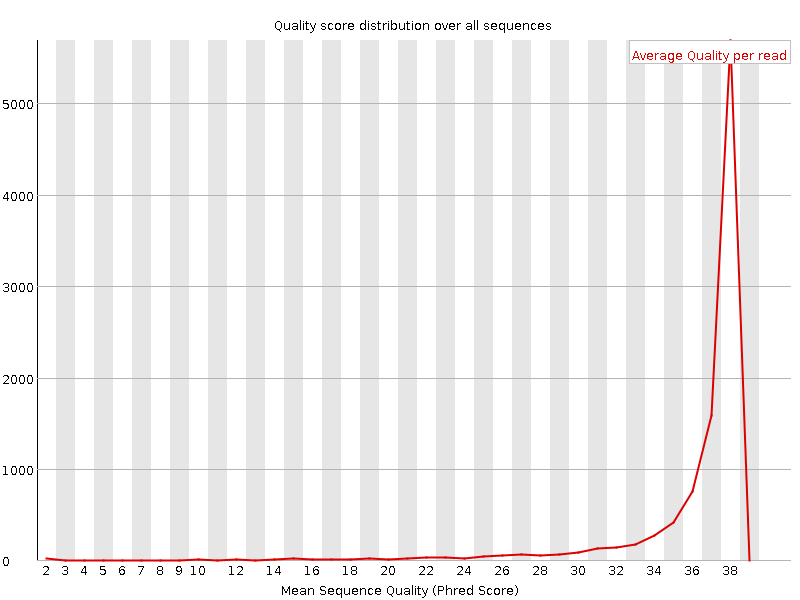 Quality score distribution over all sequences
Average Quality per read
5000
4000
3000
2000
1000
0
2 3 4 5 6 7 8 9 10 12 14 16 18 20 22 24 26 28 30 32 34 36 38
Mean Sequence Quality (Phred Score)